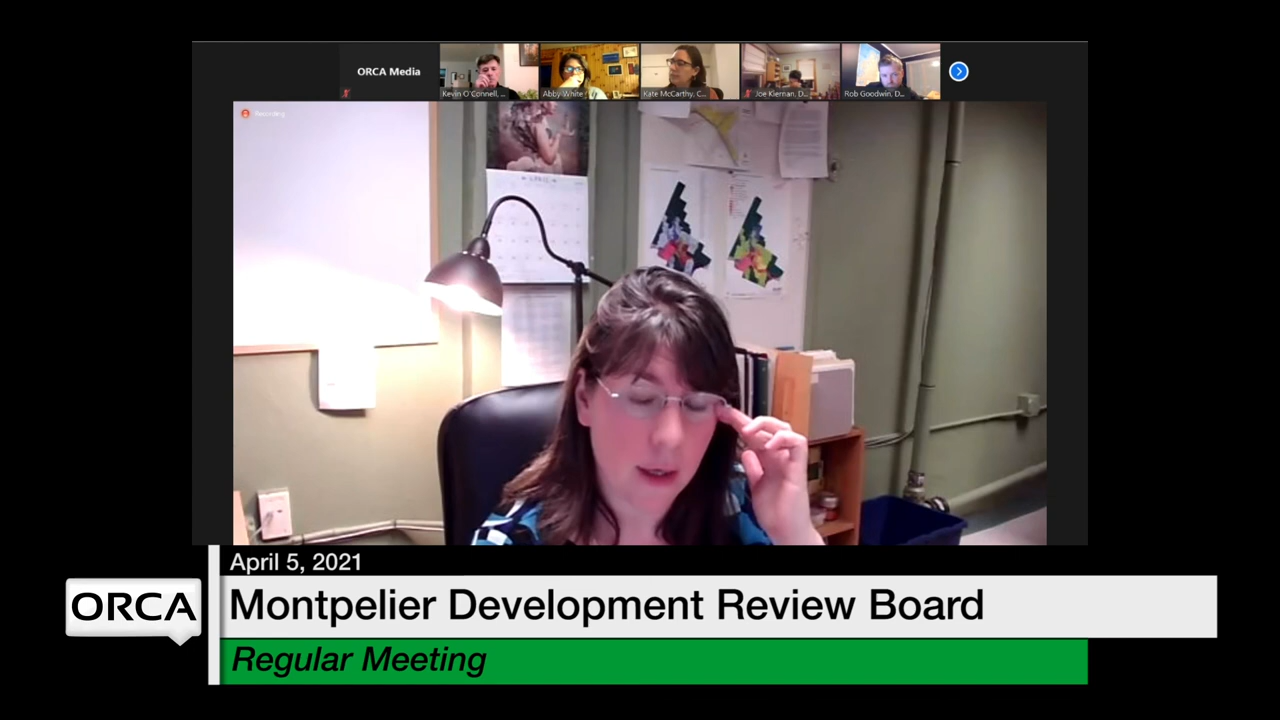 ORCA Media
Kevin O'Connell, ...
Abby White
Kate McCarthy, C...
Joe Kiernan, D...
Rob Goodwin, D...
Recording
APRIL
April 5, 2021
ORCA
Montpelier Development Review Board
Regular Meeting